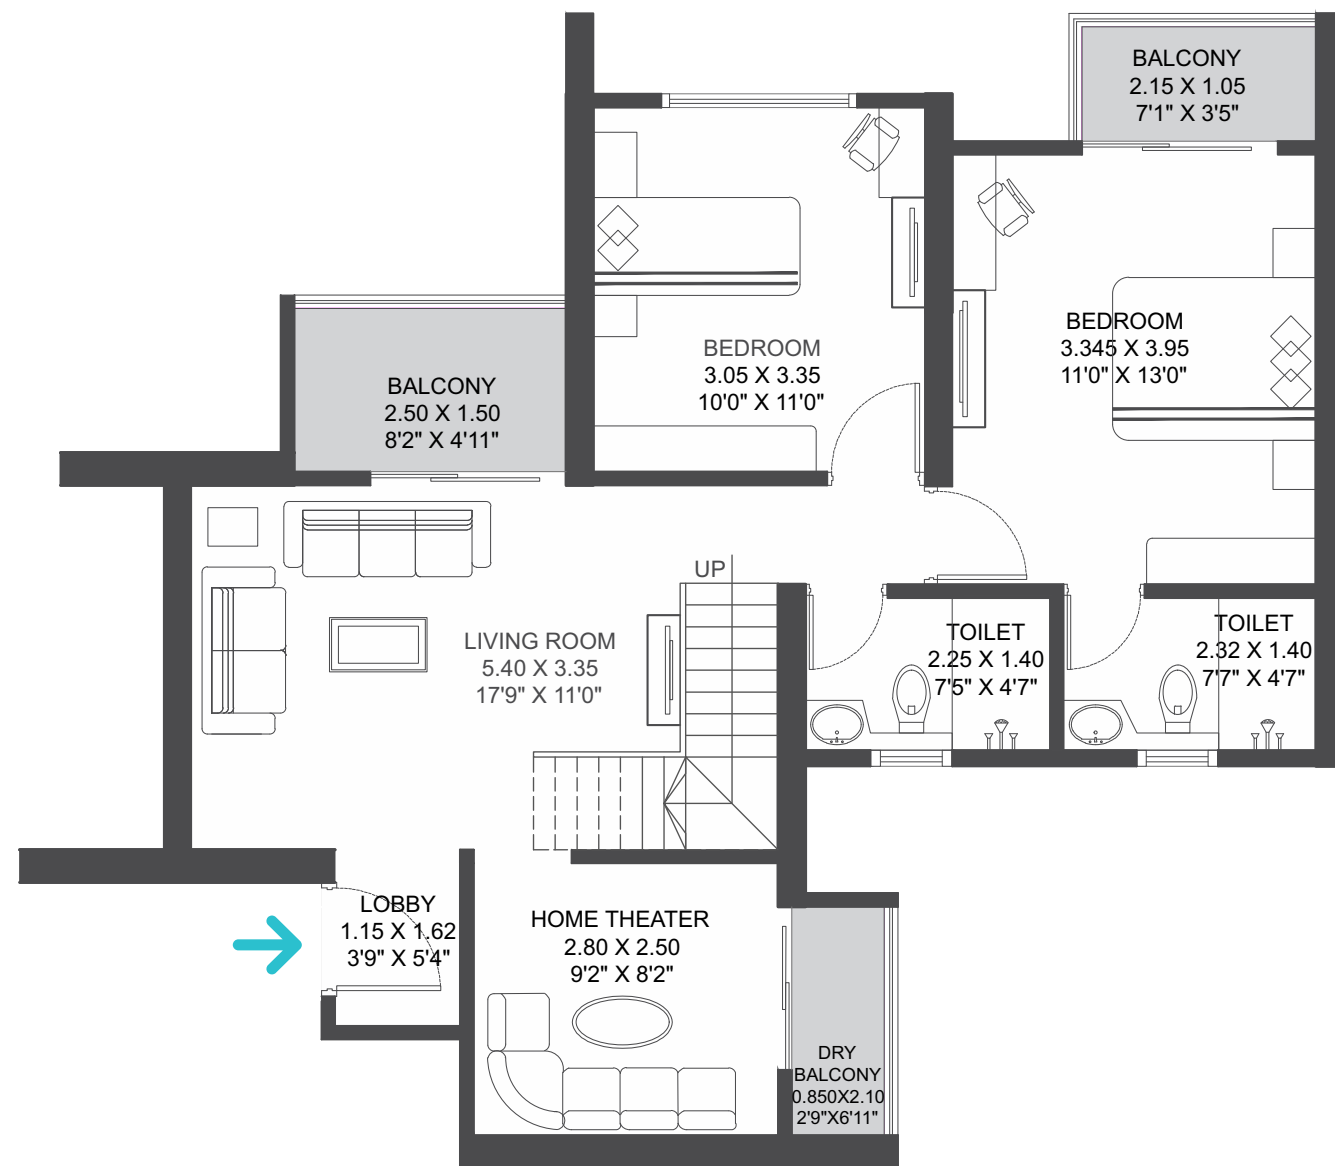 BALCONY
2.15 X 1.05
7'1" X 3'5"
BEDROOM
3.05 X 3.35
10'0" X 11'0"
BEDROOM
3.345 X 3.95
11'0" X 13'0"
BALCONY
2.50 X 1.50
8'2" X 4'11"
UP
LIVING ROOM
5.40 X 3.35
17'9" X 11'0"
TOILET
2.25 X 1.40
7'5" X 4'7"
TOILET
2.32 X 1.40
7'7" X 4'7"
LOBBY
1.15 X 1.62
3'9" X 5'4"
HOME THEATER
2.80 X 2.50
9'2" X 8'2"
DRY
BALCONY
0.850X2.10
2'9"X6'11"